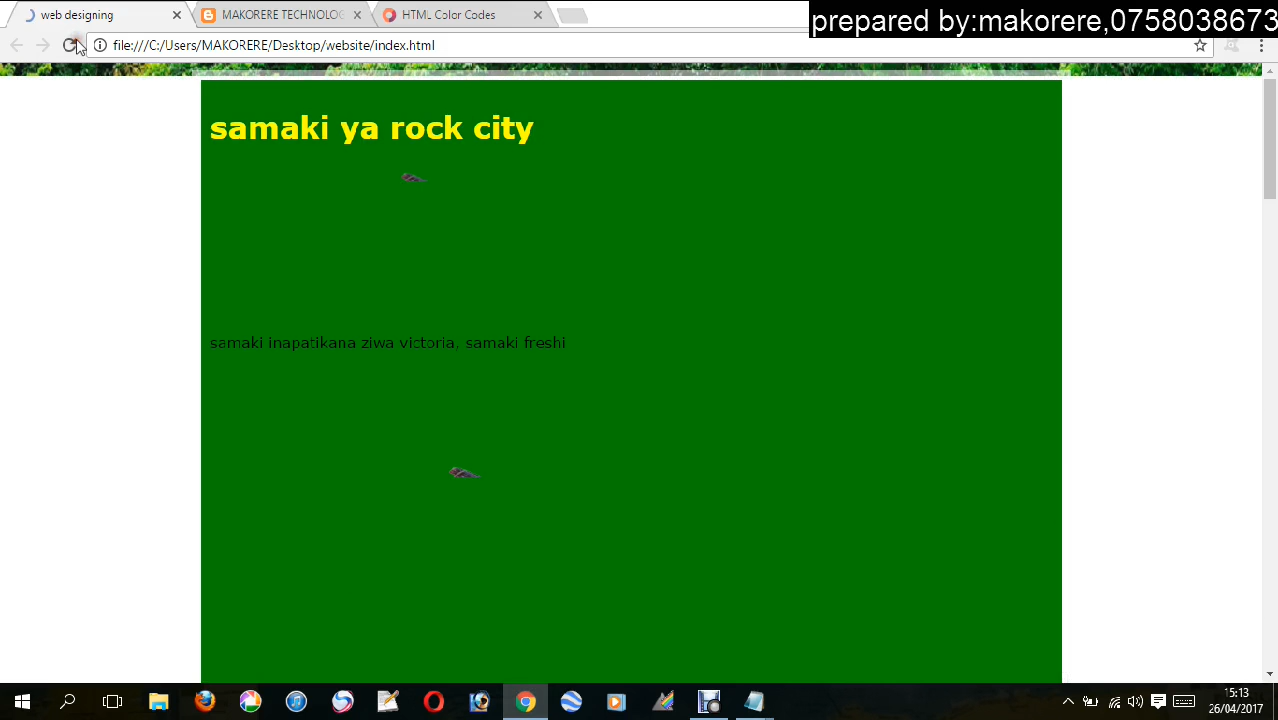 web designing
MAKORERE TECHNOLOG
HTML Color Codes
prepared by:makorere,0758038673
file:///C:/Users/MAKORERE/Desktop/website/index.html
samaki ya rock city
samaki inapatikana ziwa victoria, samaki freshi
15:13
26/04/2017